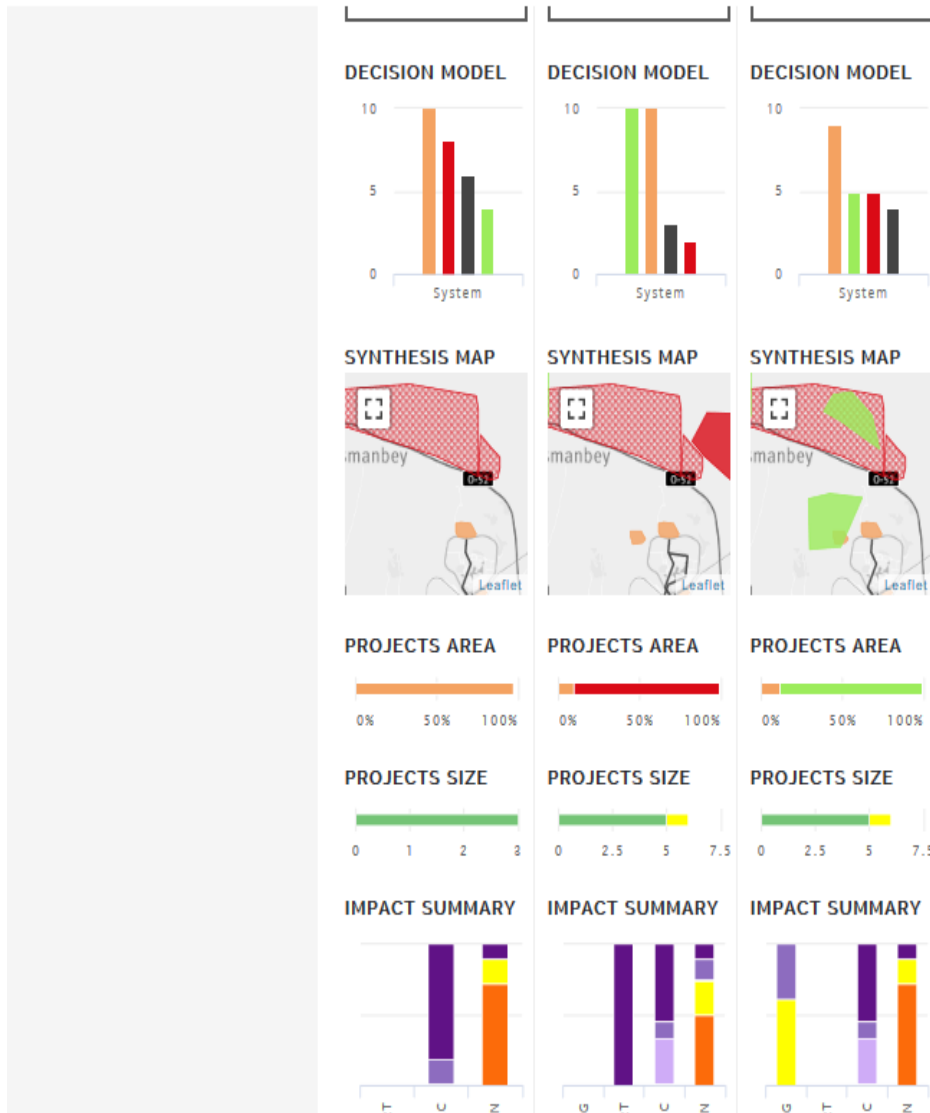 DECISION MODEL DECISION MODEL DECISION MODEL
10 10 10
5 5 5
0 0 0
System System System
SYNTHESIS MAP SYNTHESIS MAP SYNTHESIS MAP
manbey manbey manbey
O-52 O-52 O-52
Leaflet Leaflet Leaflet
PROJECTS AREA PROJECTS AREA PROJECTS AREA
0% 50% 100% 0% 50% 100% 0% 50% 100%
PROJECTS SIZE PROJECTS SIZE PROJECTS SIZE
0 1 2 3 0 2.5 5 7.5 0 2.5 5 7.5
IMPACT SUMMARY IMPACT SUMMARY IMPACT SUMMARY
T C N G T C N G T C N